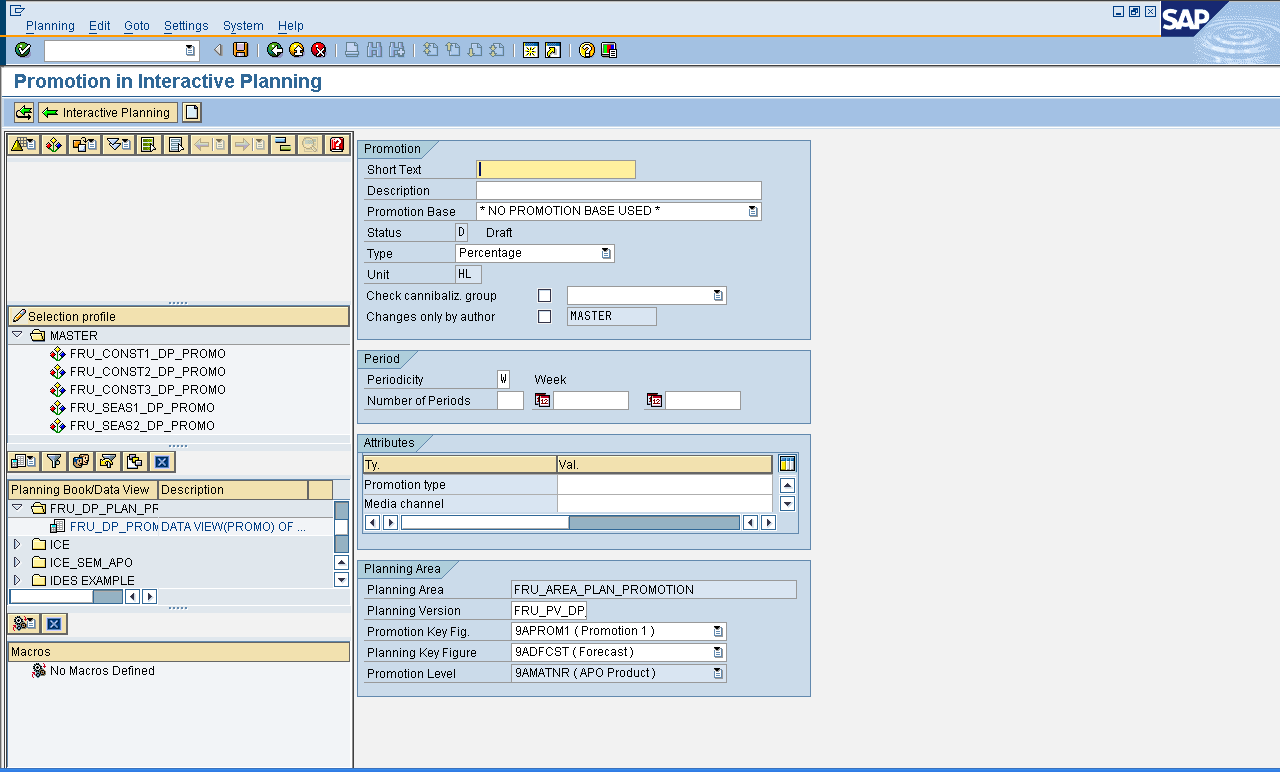 Planning Edit Goto Settings System Help
SAP
Promotion in Interactive Planning
Interactive Planning
Promotion
Short Text
Description
Promotion Base * NO PROMOTION BASE USED *
Status D Draft
Type Percentage
Unit HL
Check cannibaliz. group
Changes only by author MASTER
Selection profile
MASTER
FRU_CONST1_DP_PROMO
FRU_CONST2_DP_PROMO
FRU_CONST3_DP_PROMO
FRU_SEAS1_DP_PROMO
FRU_SEAS2_DP_PROMO
Period
Periodicity W Week
Number of Periods
Attributes
Ty. Val.
Promotion type
Media channel
Planning Book/Data View Description
FRU_DP_PLAN_PF
FRU_DP_PROM DATA VIEW(PROMO) OF ...
ICE
ICE_SEM_APO
IDES EXAMPLE
Planning Area
Planning Area FRU_AREA_PLAN_PROMOTION
Planning Version FRU_PV_DP
Promotion Key Fig. 9APROM1 ( Promotion 1 )
Planning Key Figure 9ADFCST ( Forecast )
Promotion Level 9AMATNR ( APO Product )
Macros
No Macros Defined